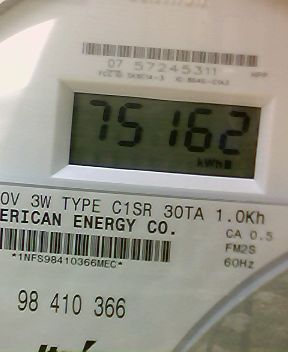 07 57245311
75162
kWh
0V 3W TYPE C1SR 30TA 1.0Kh
ERICAN ENERGY CO.
CA 0.5
FM2S
*1NFS98410366MEC*
60Hz
98 410 366